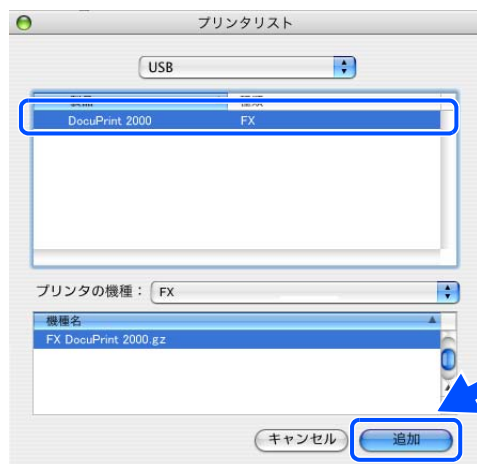 プリンタリスト
USB
DocuPrint 2000 FX
プリンタの機種： FX
機種名
FX DocuPrint 2000.gz
キャンセル 追加